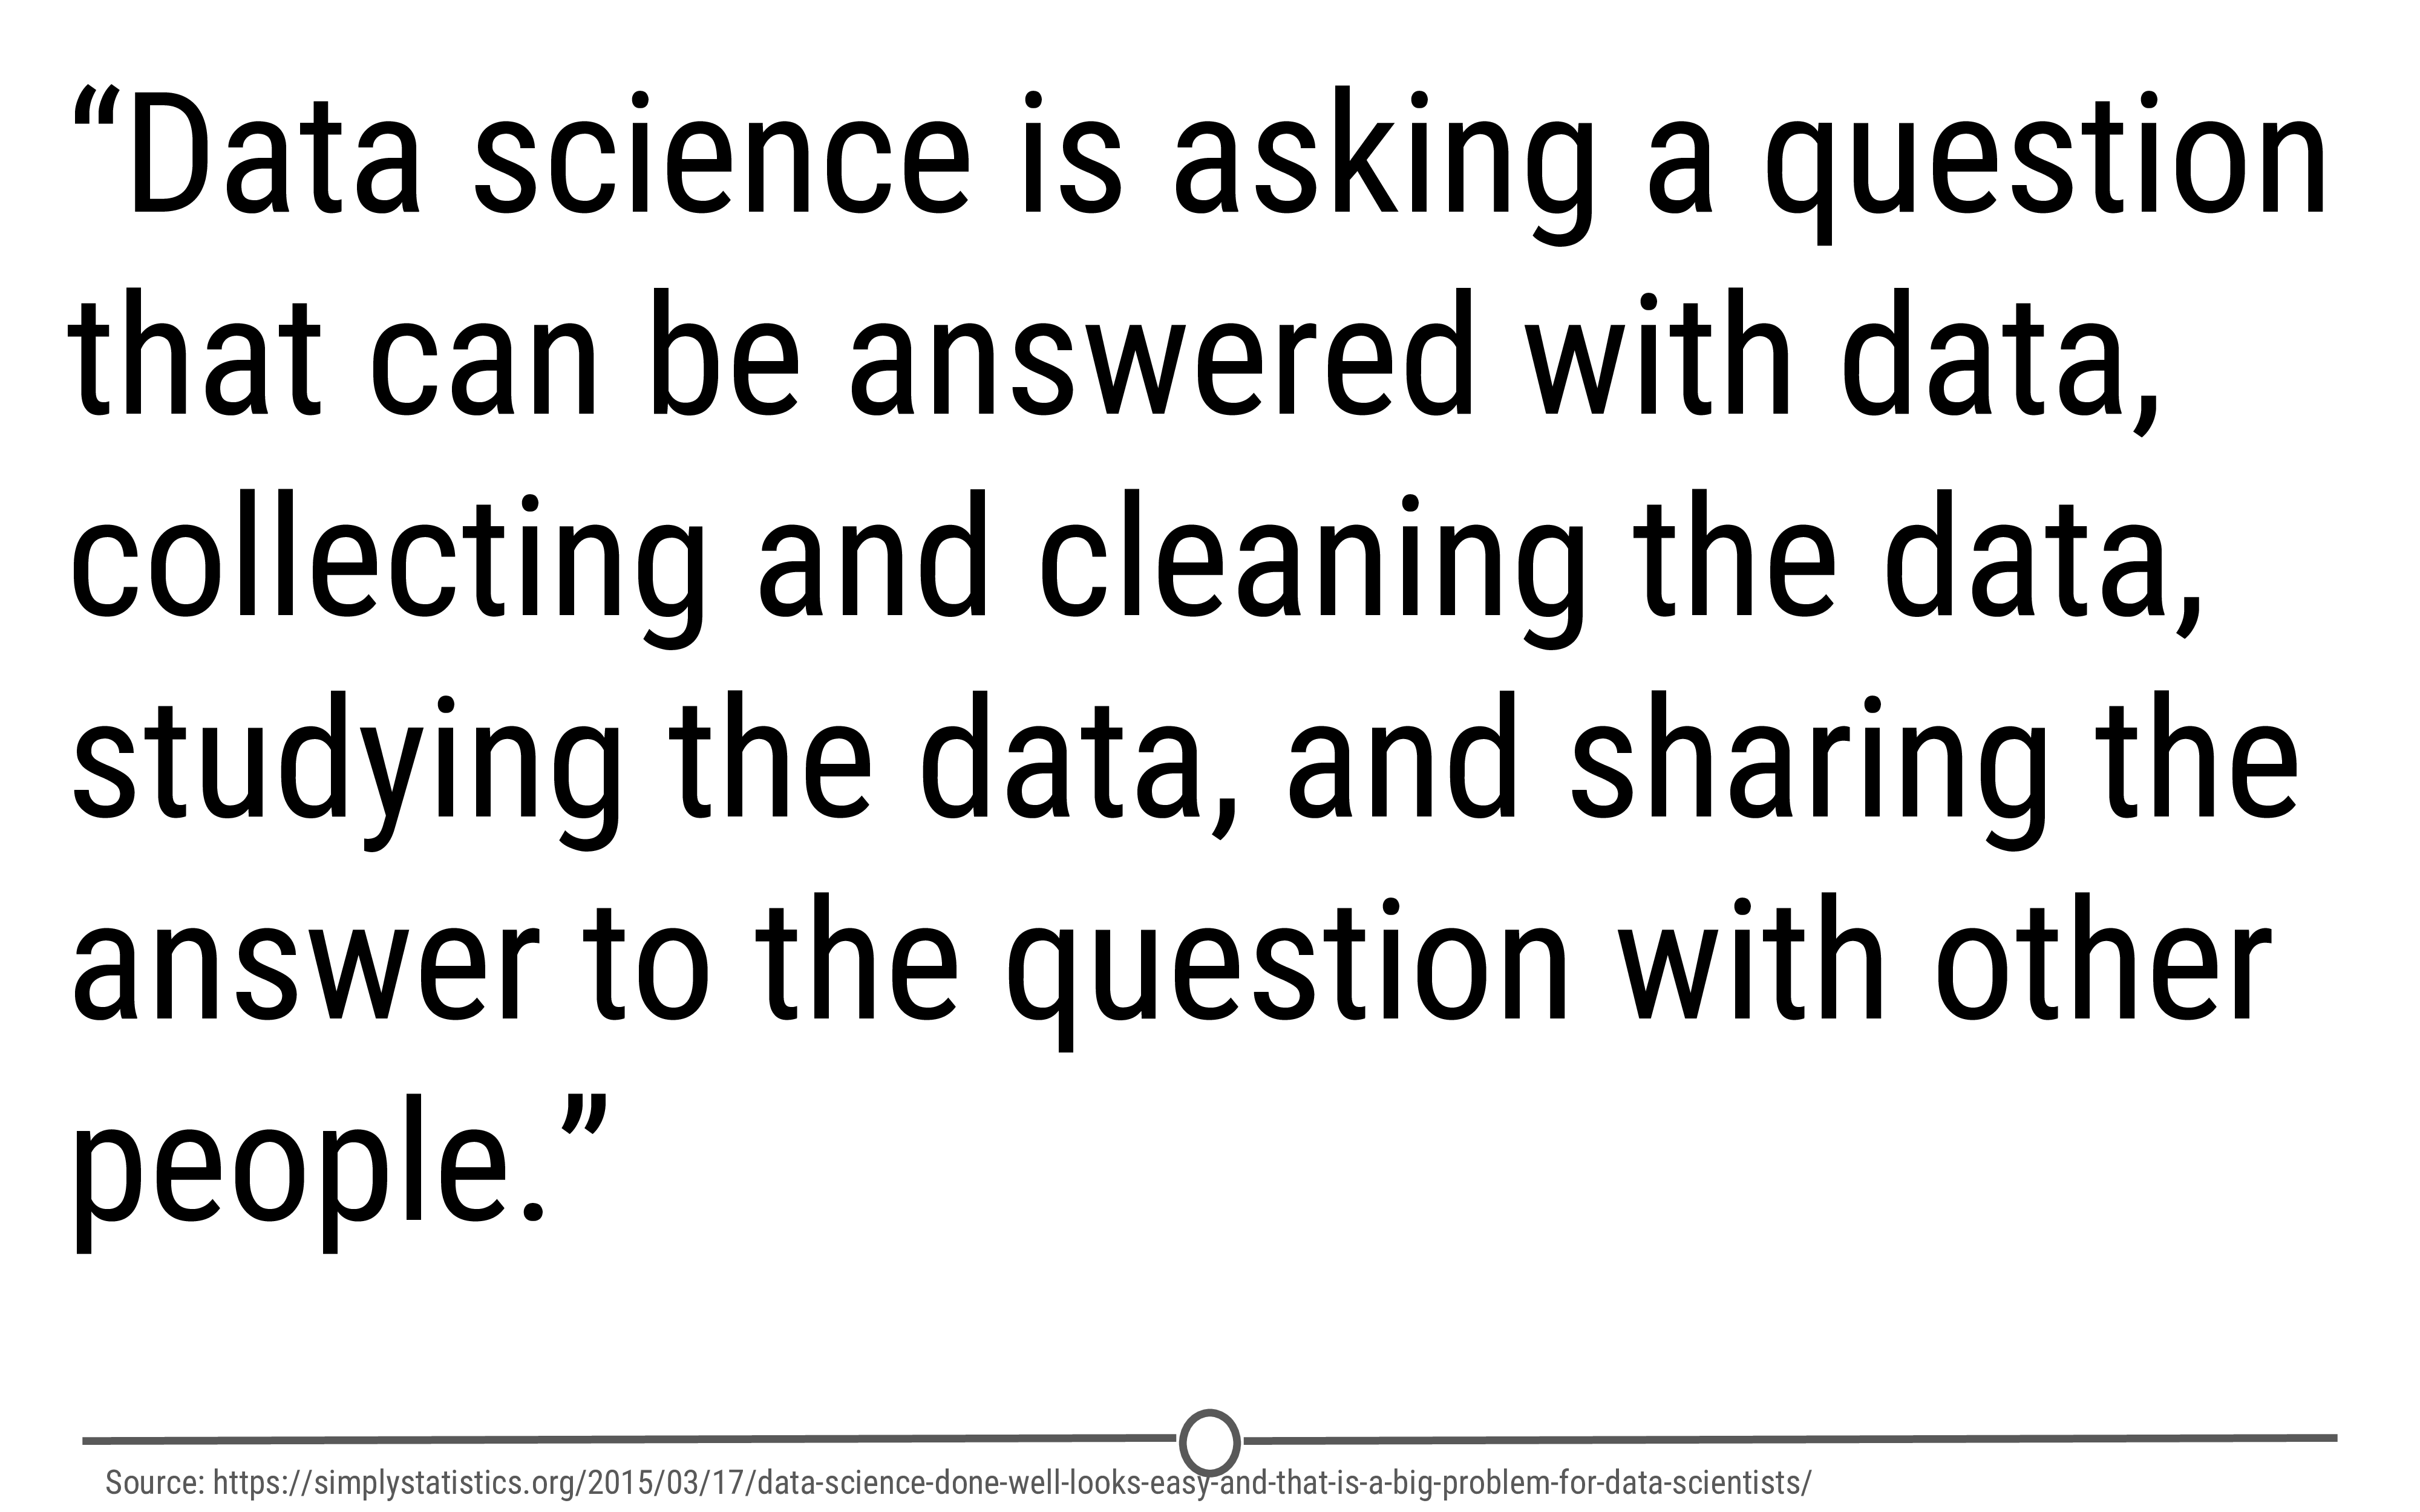 “Data science is asking a question
that can be answered with data,
collecting and cleaning the data,
studying the data, and sharing the
answer to the question with other
people.”
Source: https://simplystatistics.org/2015/03/17/data-science-done-well-looks-easy-and-that-is-a-big-problem-for-data-scientists/